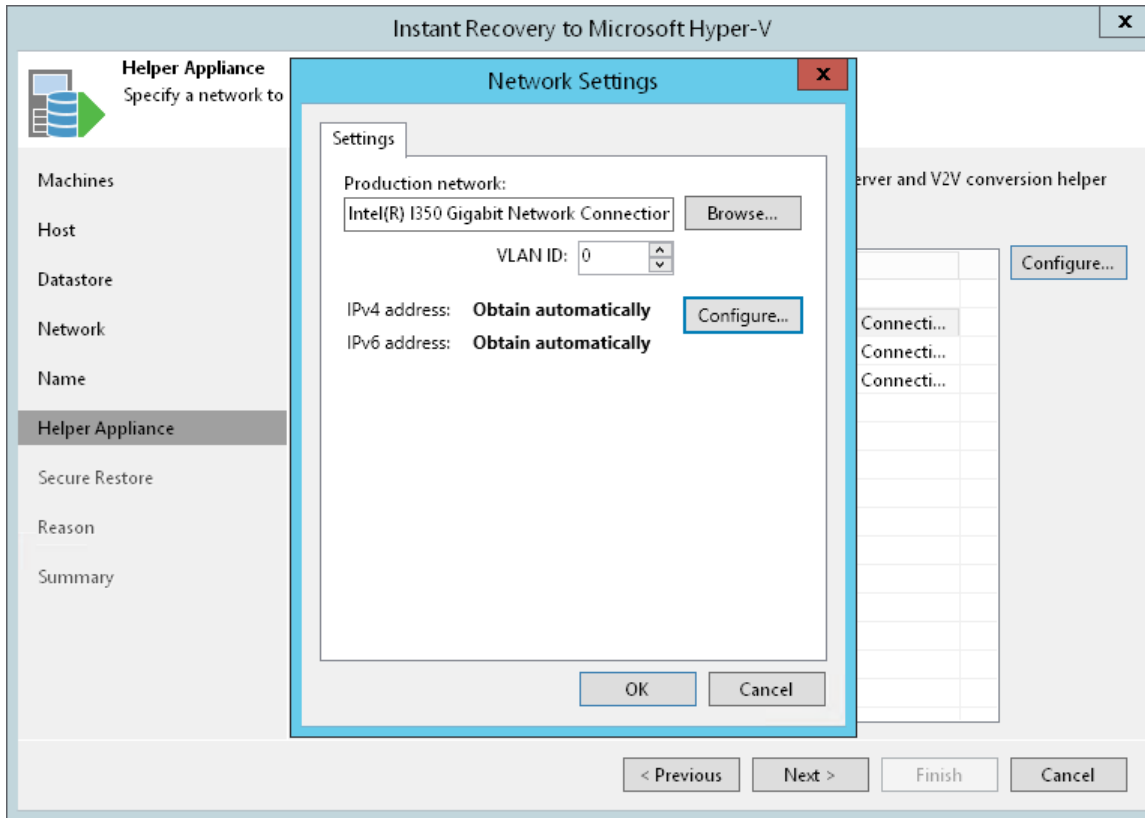 Instant Recovery to Microsoft Hyper-V
x
Helper Appliance
Specify a network to
Network Settings
x
Settings
Machines
Host
Datastore
Network
Name
Helper Appliance
Secure Restore
Reason
Summary
Production network:
Intel(R) I350 Gigabit Network Connection
Browse...
VLAN ID: 0
IPv4 address: Obtain automatically
Configure...
IPv6 address: Obtain automatically
OK
Cancel
erver and V2V conversion helper
Configure...
Connecti...
Connecti...
Connecti...
< Previous
Next >
Finish
Cancel